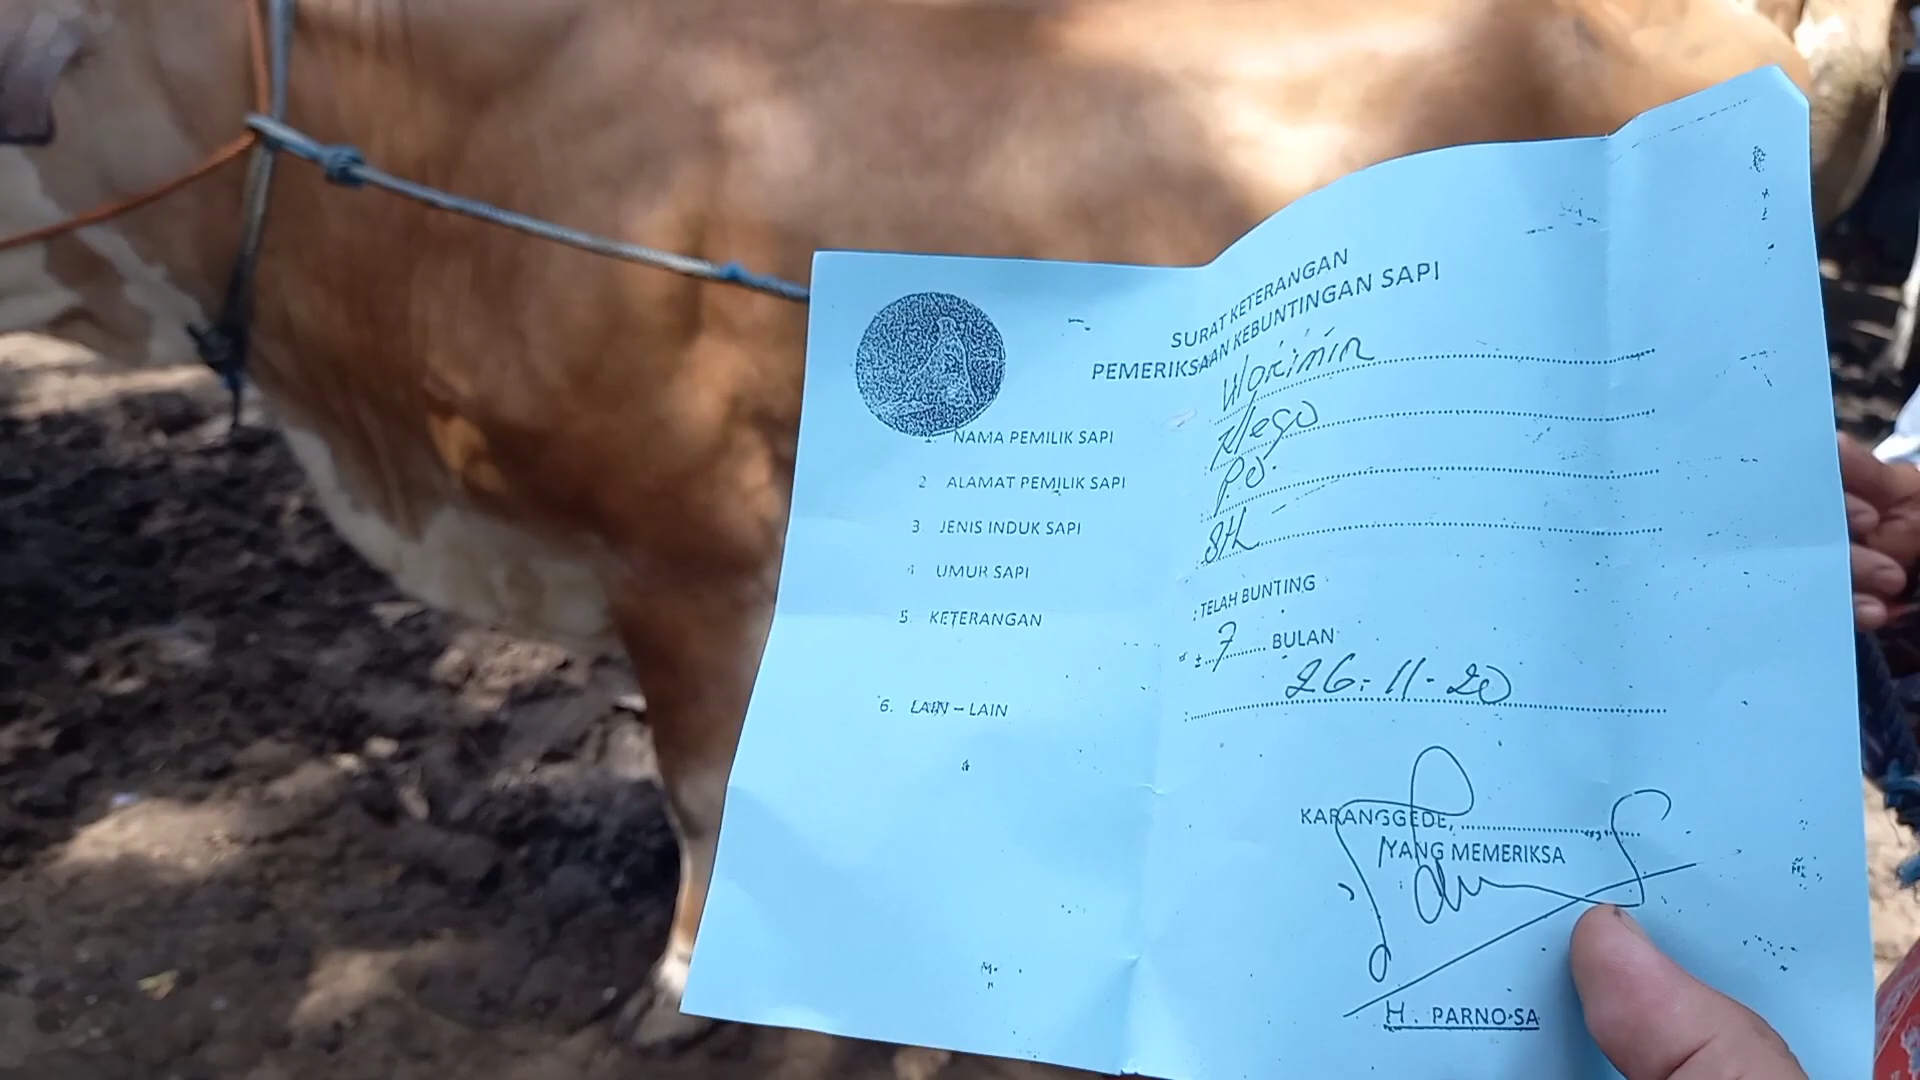 SURAT KETERANGAN
PEMERIKSAAN KEBUNTINGAN SAPI
1. NAMA PEMILIK SAPI : Worimin
2. ALAMAT PEMILIK SAPI : Klego
3. JENIS INDUK SAPI : P.O.
4. UMUR SAPI : 8th
5. KETERANGAN : TELAH BUNTING
± 7 BULAN
6. LAIN – LAIN : 26-11-20
KARANGGEDE,
YANG MEMERIKSA
H. PARNO SA